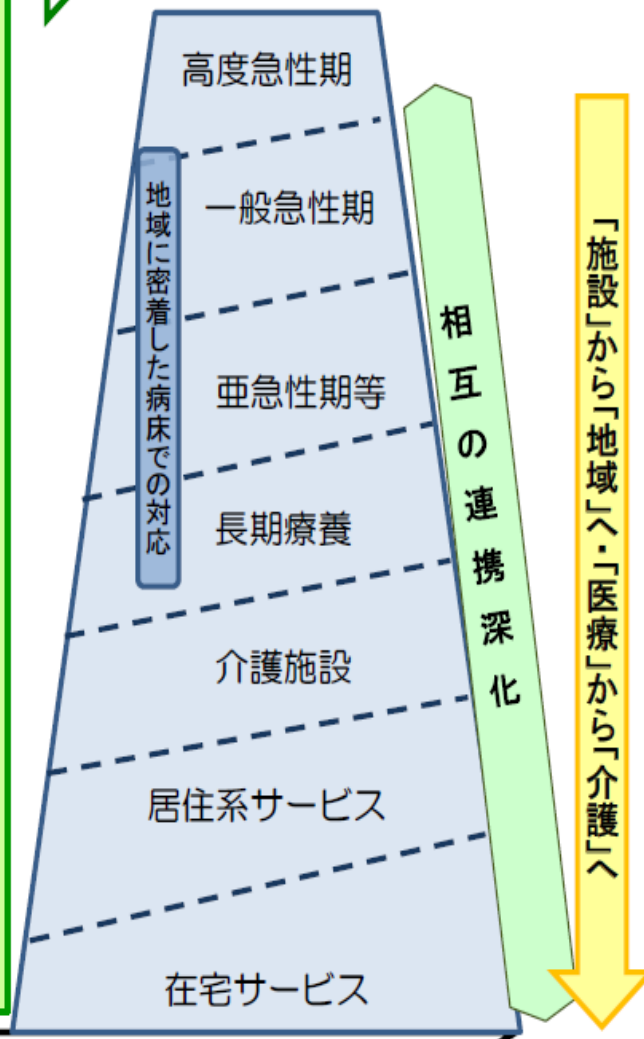 高度急性期
一般急性期
亜急性期等
長期療養
介護施設
居住系サービス
在宅サービス
地域に密着した病床での対応
相互の連携深化
「施設」から「地域」へ・「医療」から「介護」へ